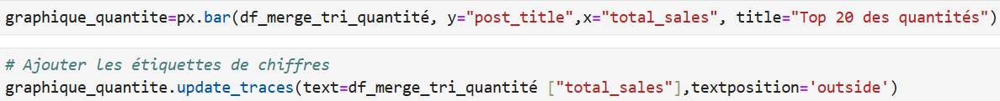 graphique_quantite=px.bar(df_merge_tri_quantité, y="post_title",x="total_sales", title="Top 20 des quantités")
# Ajouter les étiquettes de chiffres
graphique_quantite.update_traces(text=df_merge_tri_quantité ["total_sales"],textposition='outside')